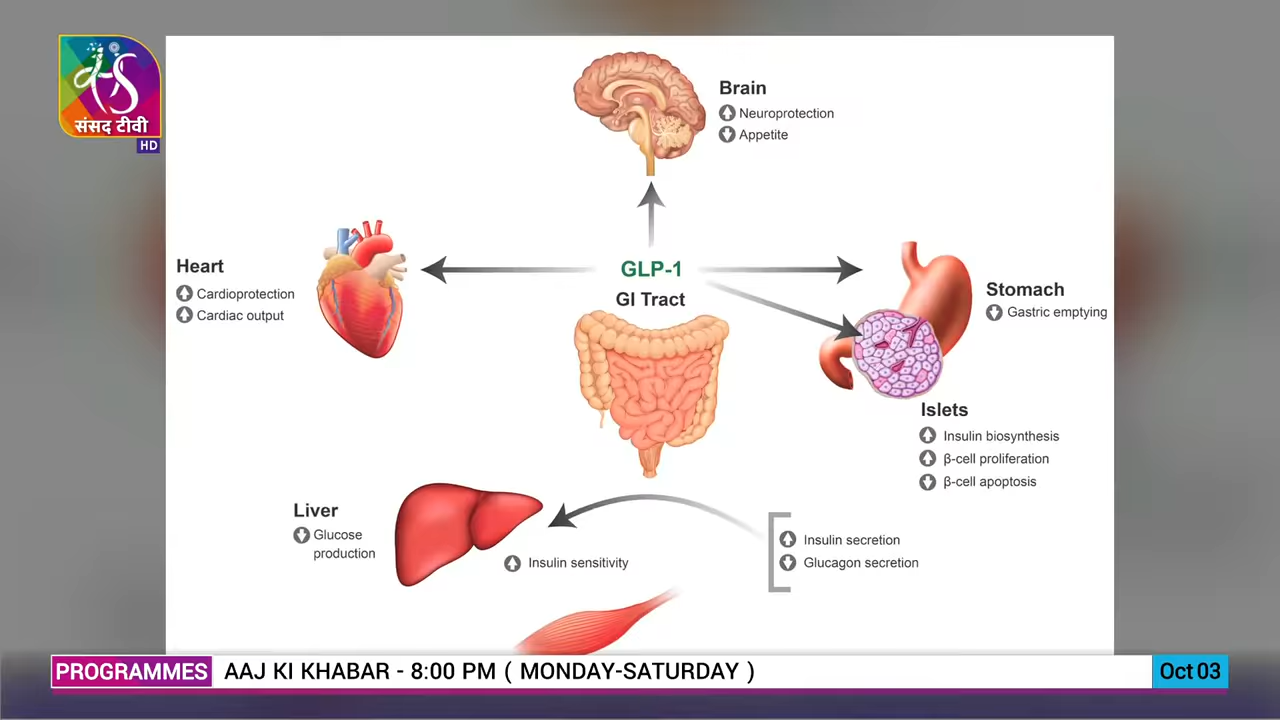 संसद टीवी
HD
Brain
Neuroprotection
Appetite
Heart
Cardioprotection
Cardiac output
GLP-1
GI Tract
Stomach
Gastric emptying
Islets
Insulin biosynthesis
β-cell proliferation
β-cell apoptosis
Liver
Glucose
production
Insulin sensitivity
Insulin secretion
Glucagon secretion
PROGRAMMES AAJ KI KHABAR - 8:00 PM ( MONDAY-SATURDAY ) Oct 03